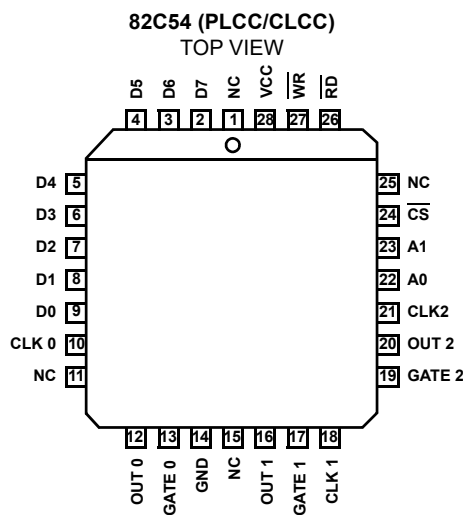 82C54 (PLCC/CLCC)
TOP VIEW
D5 D6 D7 NC VCC WR RD
4 3 2 1 28 27 26
D4 5 25 NC
D3 6 24 CS
D2 7 23 A1
D1 8 22 A0
D0 9 21 CLK2
CLK 0 10 20 OUT 2
NC 11 19 GATE 2
12 13 14 15 16 17 18
OUT 0 GATE 0 GND NC OUT 1 GATE 1 CLK 1